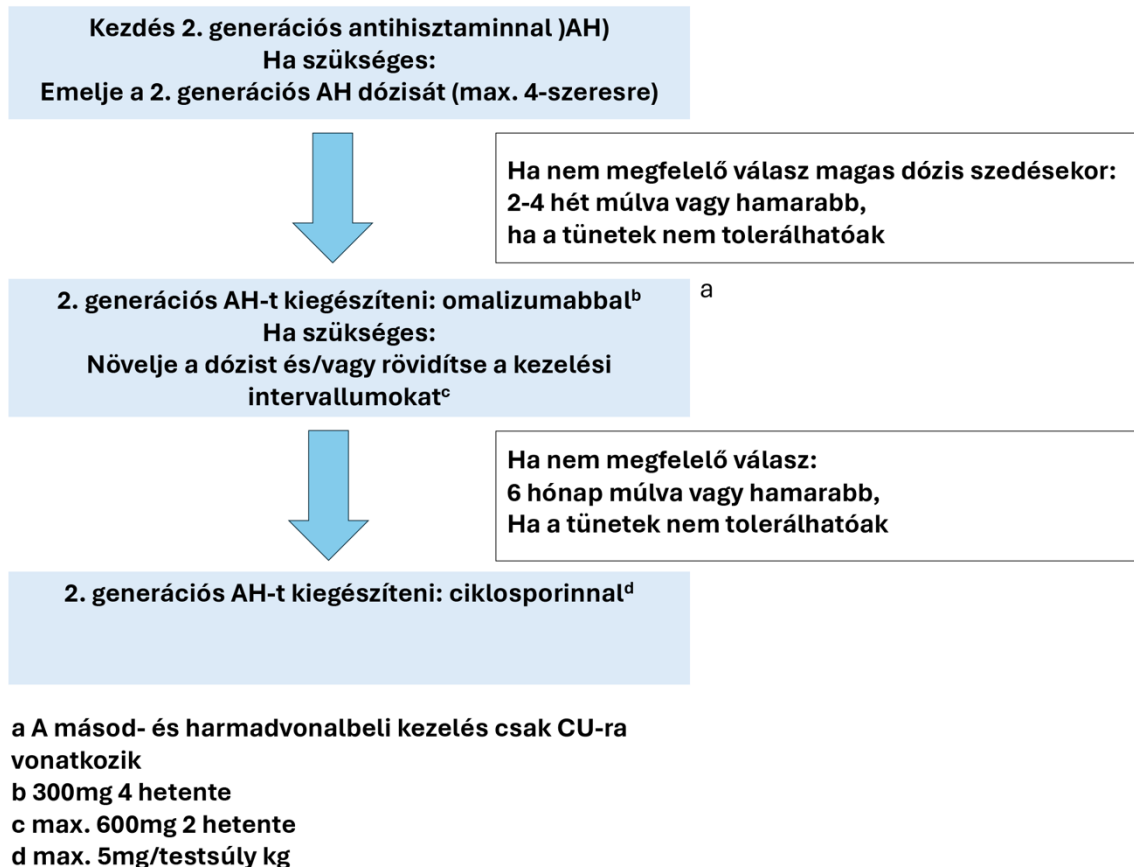 Kezdés 2. generációs antihisztaminnal )AH)
Ha szükséges:
Emelje a 2. generációs AH dózisát (max. 4-szeresre)
Ha nem megfelelő válasz magas dózis szedésekor:
2-4 hét múlva vagy hamarabb,
ha a tünetek nem tolerálhatóak
2. generációs AH-t kiegészíteni: omalizumabbalᵇ
Ha szükséges:
Növelje a dózist és/vagy rövidítse a kezelési
intervallumokatᶜ
a
Ha nem megfelelő válasz:
6 hónap múlva vagy hamarabb,
Ha a tünetek nem tolerálhatóak
2. generációs AH-t kiegészíteni: ciklosporinnalᵈ
a A másod- és harmadvonalbeli kezelés csak CU-ra
vonatkozik
b 300mg 4 hetente
c max. 600mg 2 hetente
d max. 5mg/testsúly kg